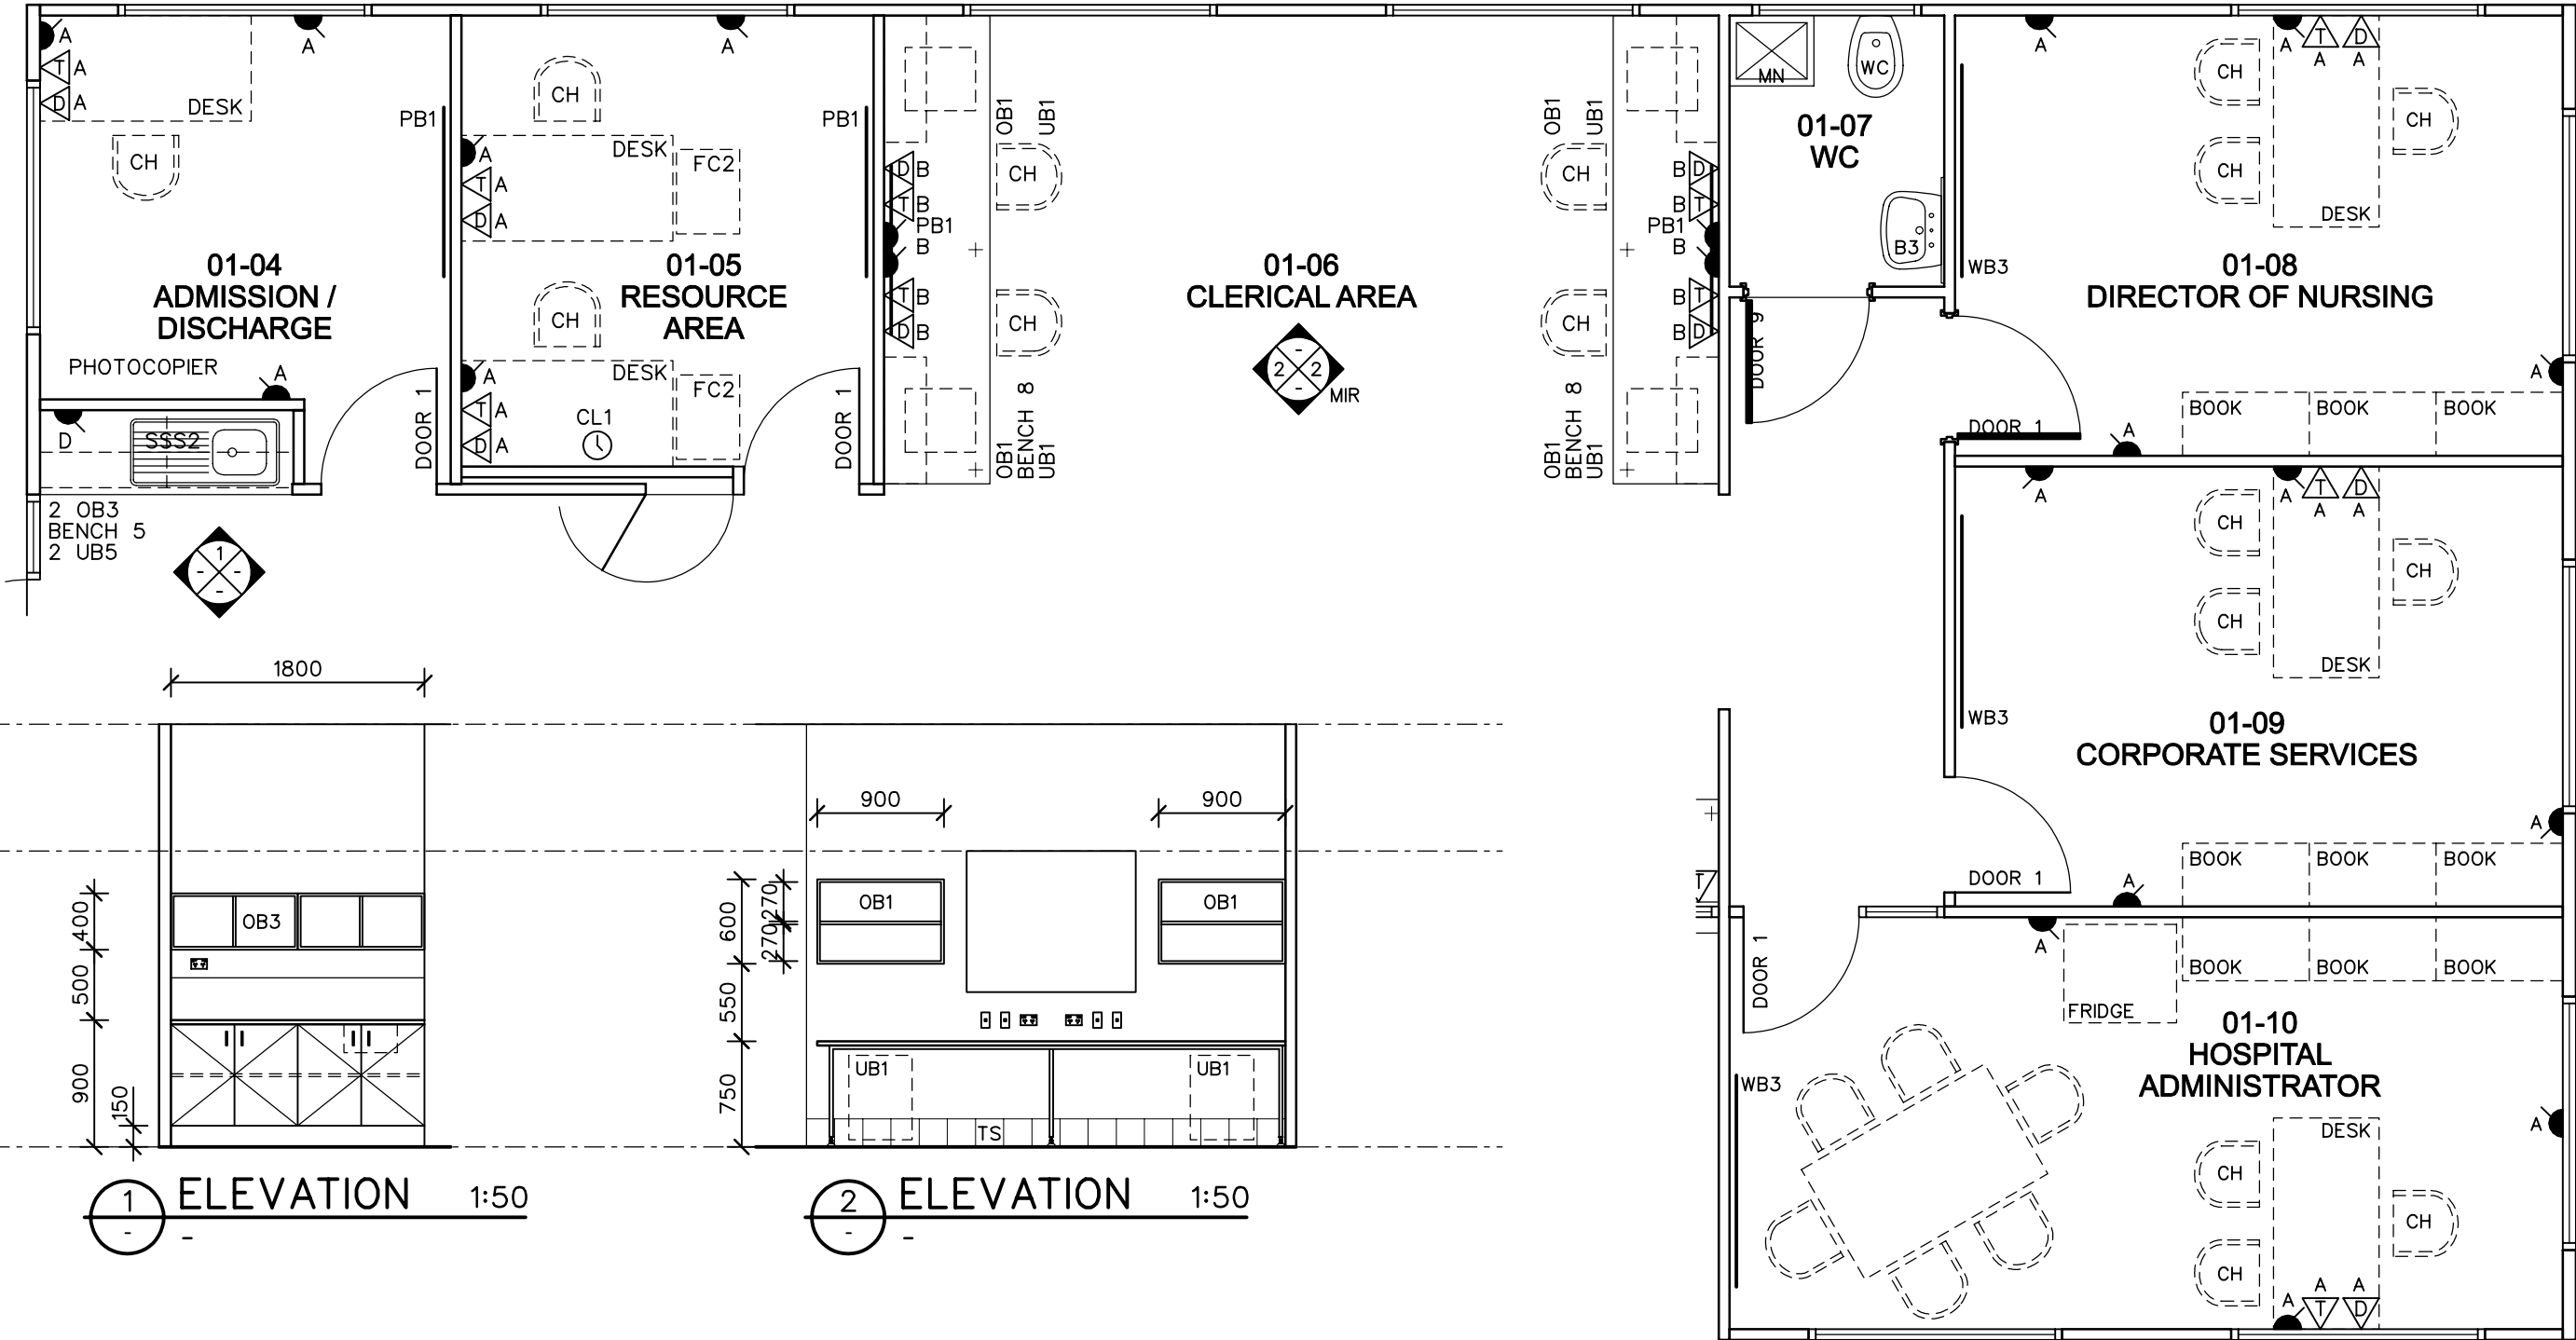 A
T A
D A
DESK
CH
A
PB1
01-04
ADMISSION /
DISCHARGE
PHOTOCOPIER
A
D
SSS2
DOOR 1
2 OB3
BENCH 5
2 UB5
1
-
-
-
A
CH
DESK
FC2
A
T A
D A
PB1
01-05
RESOURCE
AREA
CH
DESK
FC2
A
T A
D A
CL1
DOOR 1
OB1
UB1
CH
D B
T B
PB1
B
T B
D B
CH
OB1
BENCH 8
UB1
01-06
CLERICAL AREA
-
2
2
-
MIR
OB1
UB1
CH
B D
B T
PB1
B
B T
B D
CH
OB1
BENCH 8
UB1
MN
WC
01-07
WC
B3
DOOR 9
A
A
T
A
D
A
CH
CH
CH
DESK
WB3
01-08
DIRECTOR OF NURSING
A
BOOK
BOOK
BOOK
DOOR 1
A
A
A
T
A
D
A
CH
CH
CH
DESK
WB3
01-09
CORPORATE SERVICES
A
BOOK
BOOK
BOOK
DOOR 1
A
T
DOOR 1
A
FRIDGE
BOOK
BOOK
BOOK
01-10
HOSPITAL
ADMINISTRATOR
WB3
A
DESK
CH
CH
CH
A
A
T
A
D
1800
400
500
900
150
OB3
1
-
ELEVATION 1:50
-
900
900
600
270
270
550
750
OB1
OB1
UB1
UB1
TS
2
-
ELEVATION 1:50
-